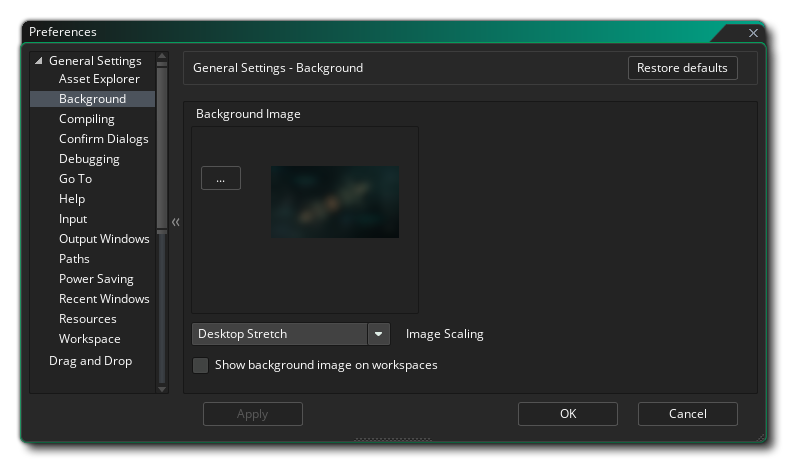 Preferences
General Settings
Asset Explorer
Background
Compiling
Confirm Dialogs
Debugging
Go To
Help
Input
Output Windows
Paths
Power Saving
Recent Windows
Resources
Workspace
Drag and Drop
General Settings - Background
Restore defaults
Background Image
...
Desktop Stretch
Image Scaling
Show background image on workspaces
Apply
OK
Cancel